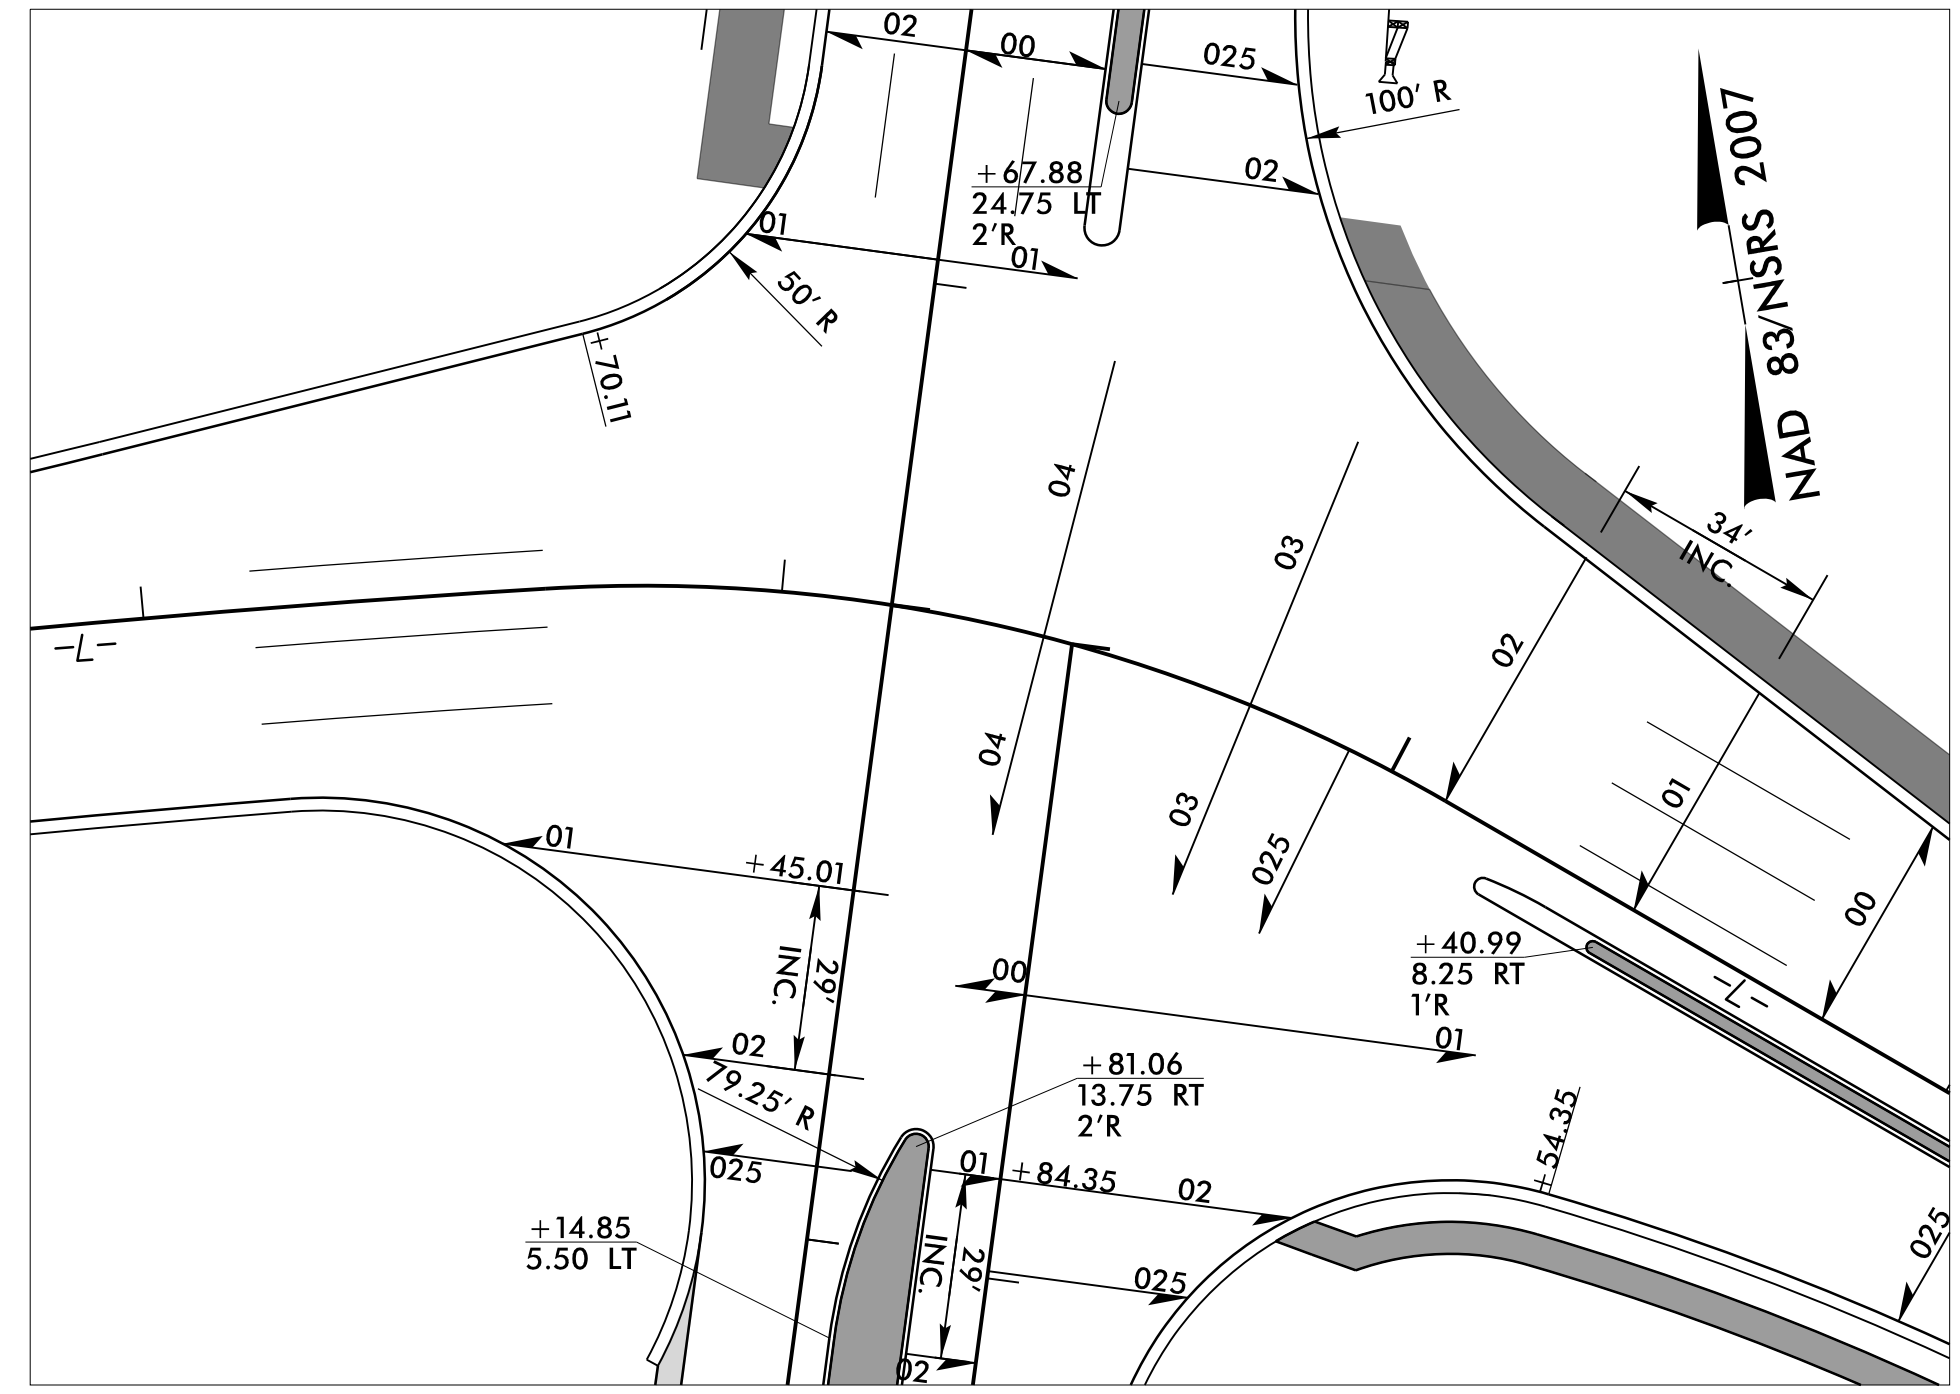 02
00
025
100' R
+67.88
24.75 LT
2'R
02
01
01
50' R
+70.11
NAD 83/NSRS 2007
04
03
34'
INC.
02
-L-
04
03
025
01
00
01
+45.01
29'
INC.
+40.99
8.25 RT
1'R
-L-
00
01
02
79.25' R
+81.06
13.75 RT
2'R
025
01
+84.35
02
+54.35
+14.85
5.50 LT
29'
INC.
025
025
02